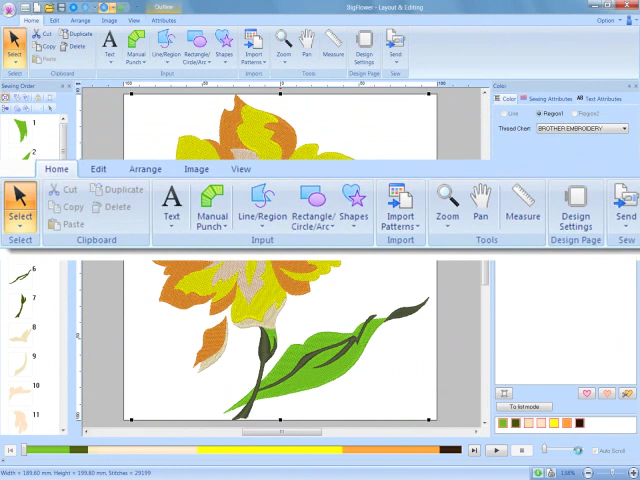 BigFlower - Layout & Editing
Outline
Home Edit Arrange Image View Attributes
Option
Select
Cut
Copy
Paste
Duplicate
Delete
Text
Manual Punch
Line/Region
Rectangle/ Circle/Arc
Shapes
Import Patterns
Zoom
Pan
Measure
Design Settings
Send
Select Clipboard Input Import Tools Design Page Sew
Sewing Order
Color
Color Sewing Attributes Text Attributes
Line Region1 Region2
Thread Chart: BROTHER EMBROIDERY
1
Home Edit Arrange Image View
Select
Cut
Copy
Paste
Duplicate
Delete
Text
Manual Punch
Line/Region
Rectangle/ Circle/Arc
Shapes
Import Patterns
Zoom
Pan
Measure
Design Settings
Send
Select Clipboard Input Import Tools Design Page Sew
6
7
8
9
10
11
To list mode
Auto Scroll
Width = 189.60 mm, Height = 199.80 mm, Stitches = 29199
138%